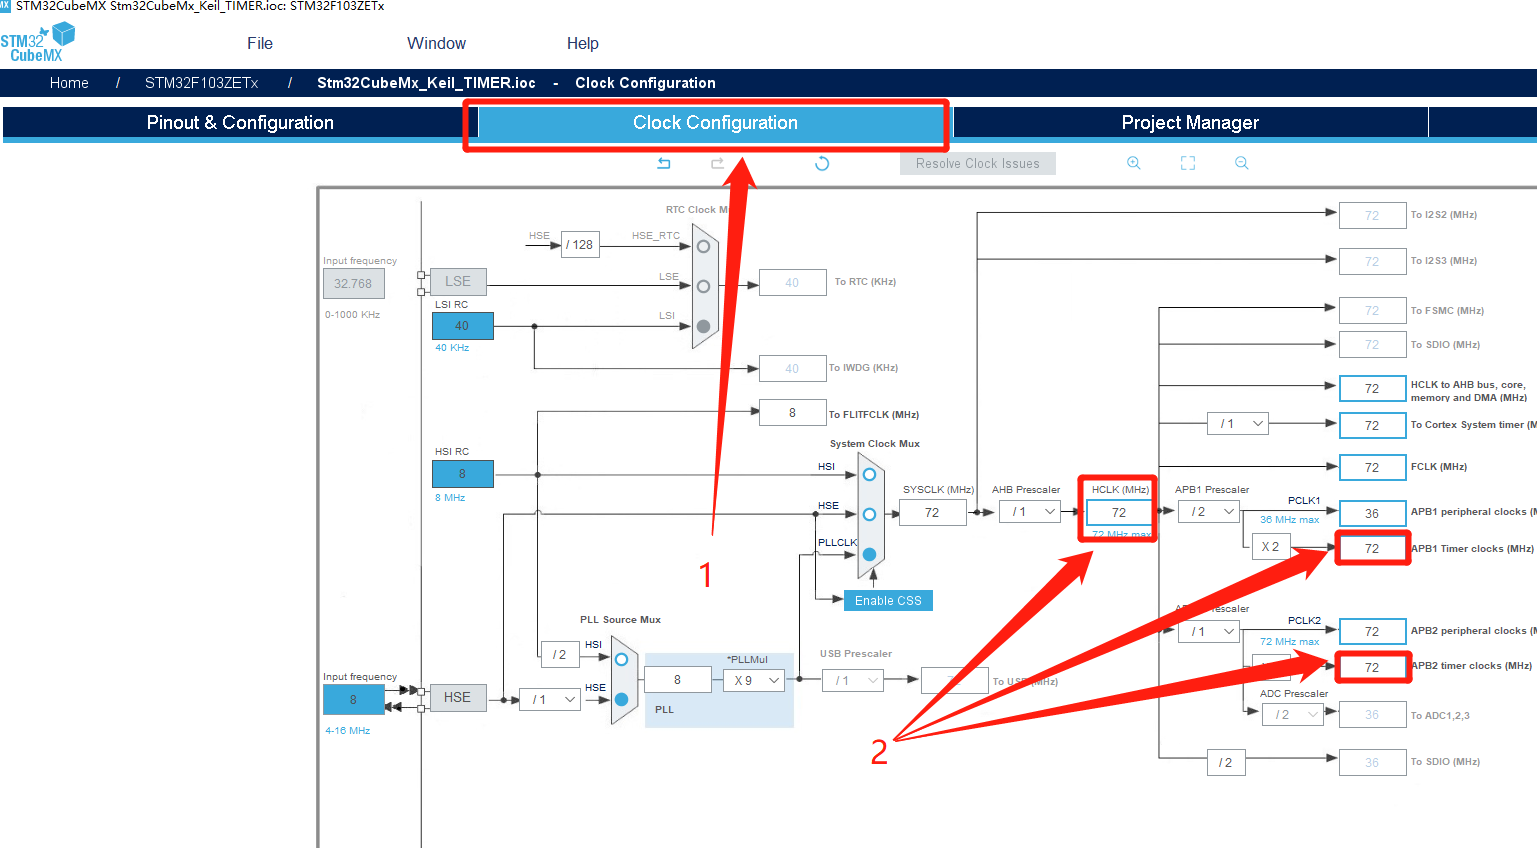 MX STM32CubeMX Stm32CubeMx_Keil_TIMER.ioc: STM32F103ZETx
STM32
CubeMX
File Window Help
Home / STM32F103ZETx / Stm32CubeMx_Keil_TIMER.ioc - Clock Configuration
Pinout & Configuration Clock Configuration Project Manager
Resolve Clock Issues
RTC Clock M
HSE / 128 HSE_RTC
Input frequency
32.768
0-1000 KHz
LSE
LSE
40 To RTC (KHz)
LSI RC
40
40 KHz
LSI
40 To IWDG (KHz)
8 To FLITFCLK (MHz)
System Clock Mux
HSI RC
8
8 MHz
HSI
HSE
PLLCLK
SYSCLK (MHz)
72
AHB Prescaler
/ 1
HCLK (MHz)
72
72 MHz max
APB1 Prescaler
/ 2
PCLK1
36 MHz max
X 2
Enable CSS
1
72 To I2S2 (MHz)
72 To I2S3 (MHz)
72 To FSMC (MHz)
72 To SDIO (MHz)
72 HCLK to AHB bus, core,
memory and DMA (MHz)
/ 1 72 To Cortex System timer (M
72 FCLK (MHz)
36 APB1 peripheral clocks (M
72 APB1 Timer clocks (MHz)
/ 1
PCLK2
72 MHz max
72 APB2 peripheral clocks (M
72 APB2 timer clocks (MHz)
ADC Prescaler
/ 2 36 To ADC1,2,3
/ 2 36 To SDIO (MHz)
PLL Source Mux
/ 2 HSI
Input frequency
8
4-16 MHz
HSE
/ 1 HSE
8
*PLLMul
X 9
PLL
USB Prescaler
/ 1
To USB (MHz)
2